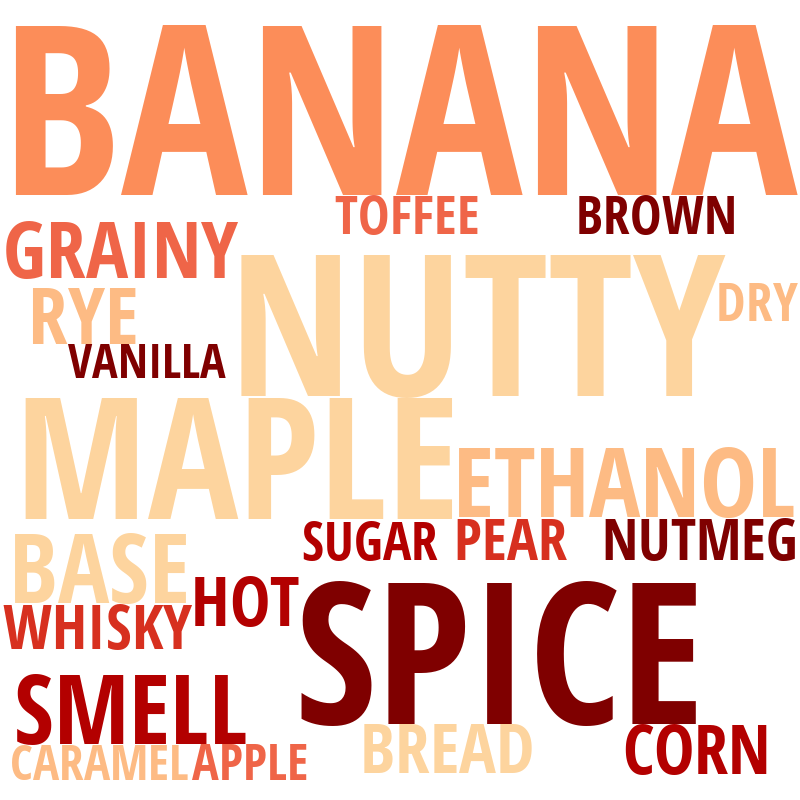 BANANA
TOFFEE BROWN
GRAINY
NUTTY
RYE DRY
VANILLA
MAPLE
ETHANOL
SUGAR PEAR NUTMEG
BASE
HOT SPICE
WHISKY
SMELL
BREAD CORN
CARAMEL APPLE